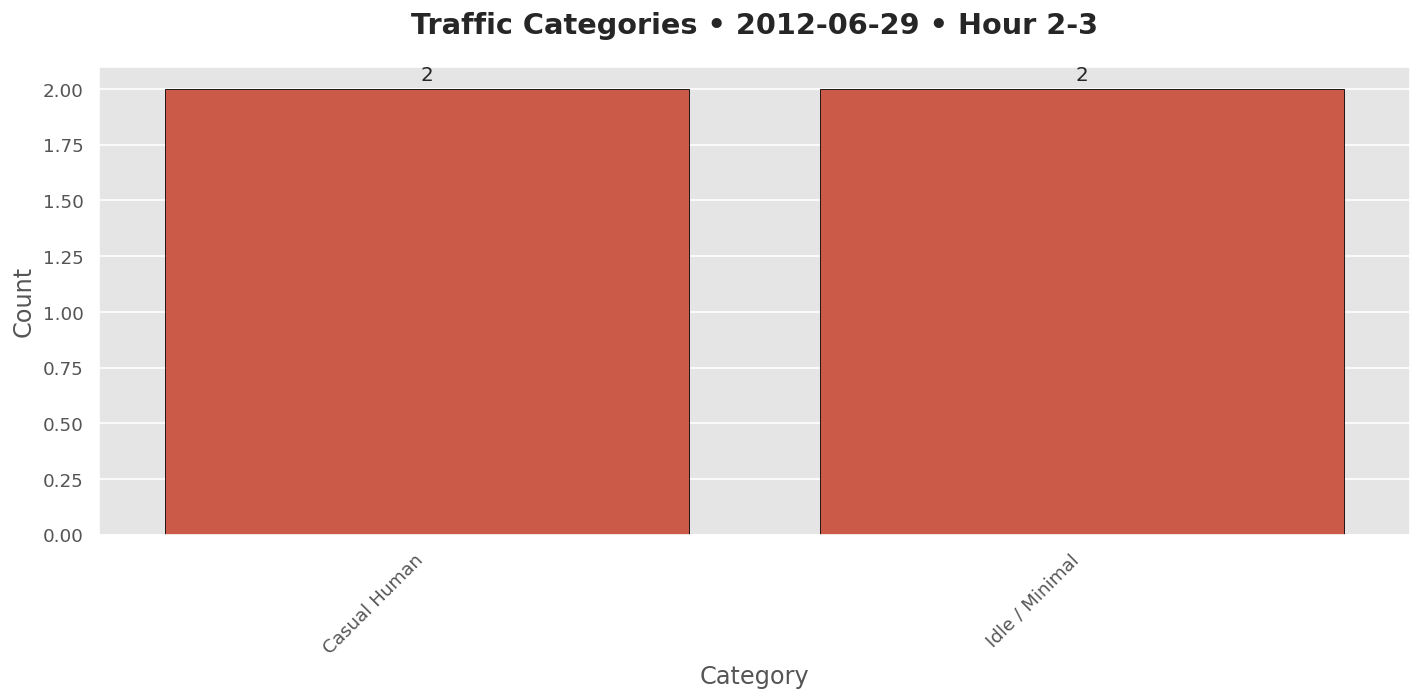 Traffic Categories • 2012-06-29 • Hour 2-3
2 2
2.00
1.75
1.50
1.25
1.00
0.75
0.50
0.25
0.00
Count
Casual Human
Idle / Minimal
Category